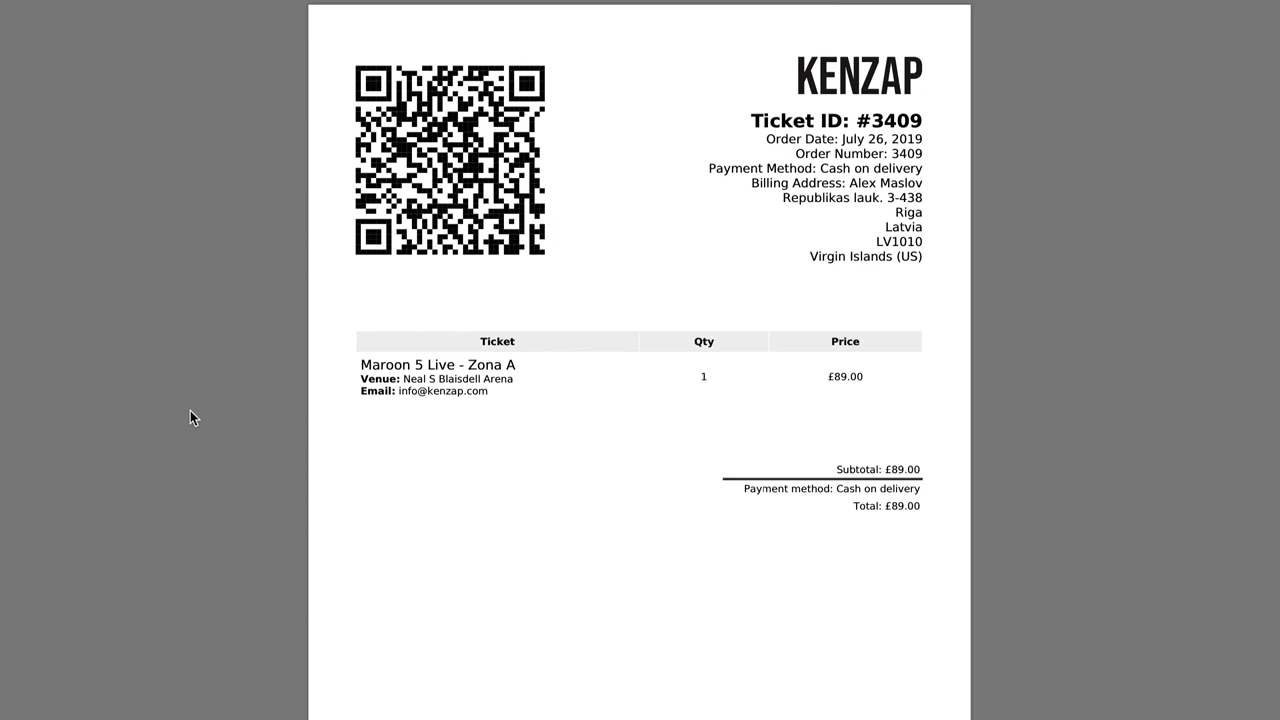 KENZAP
Ticket ID: #3409
Order Date: July 26, 2019
Order Number: 3409
Payment Method: Cash on delivery
Billing Address: Alex Maslov
Republikas lauk. 3-438
Riga
Latvia
LV1010
Virgin Islands (US)
Ticket Qty Price
Maroon 5 Live - Zona A
Venue: Neal S Blaisdell Arena 1 £89.00
Email: info@kenzap.com
Subtotal: £89.00
Payment method: Cash on delivery
Total: £89.00